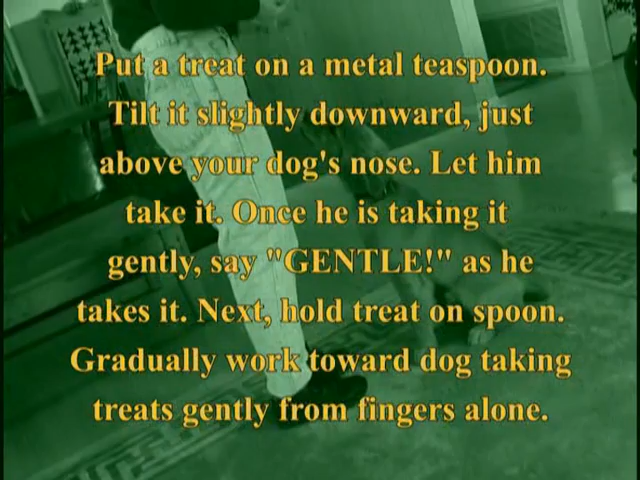 Put a treat on a metal teaspoon.
Tilt it slightly downward, just
above your dog's nose. Let him
take it. Once he is taking it
gently, say "GENTLE!" as he
takes it. Next, hold treat on spoon.
Gradually work toward dog taking
treats gently from fingers alone.